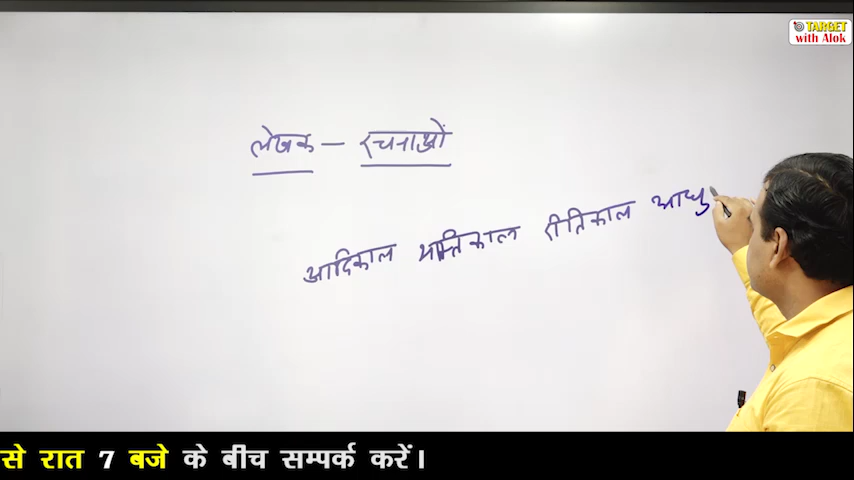 TARGET
with Alok
लेखक – रचनाओं
आदिकाल भक्तिकाल रीतिकाल आधु
से रात 7 बजे के बीच सम्पर्क करें।